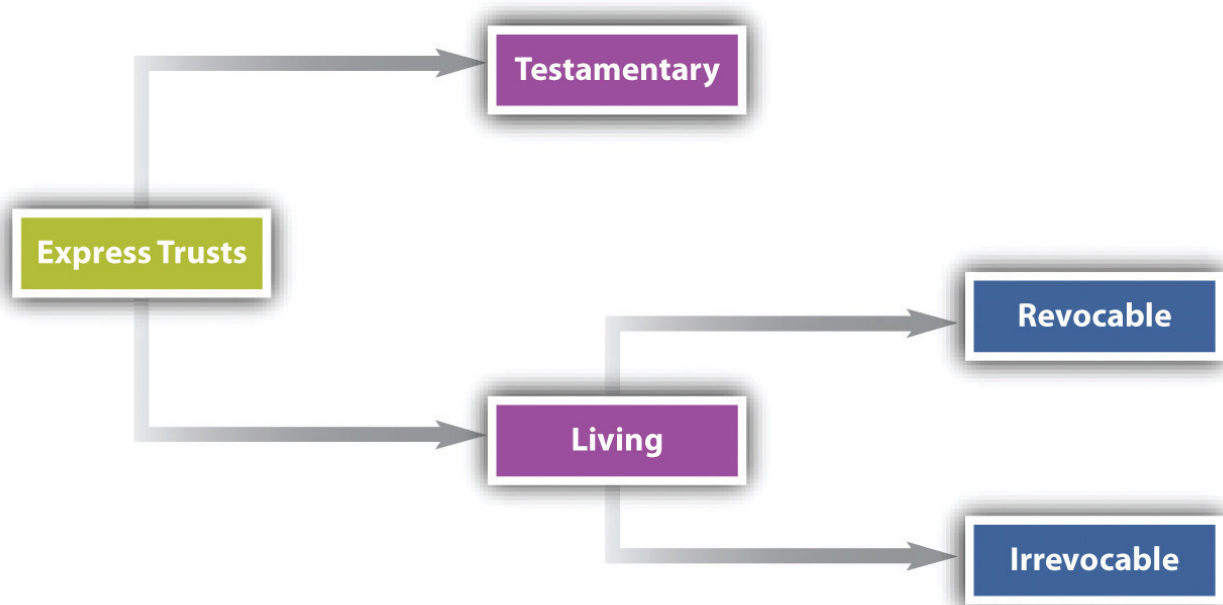 Testamentary
Express Trusts
Revocable
Living
Irrevocable